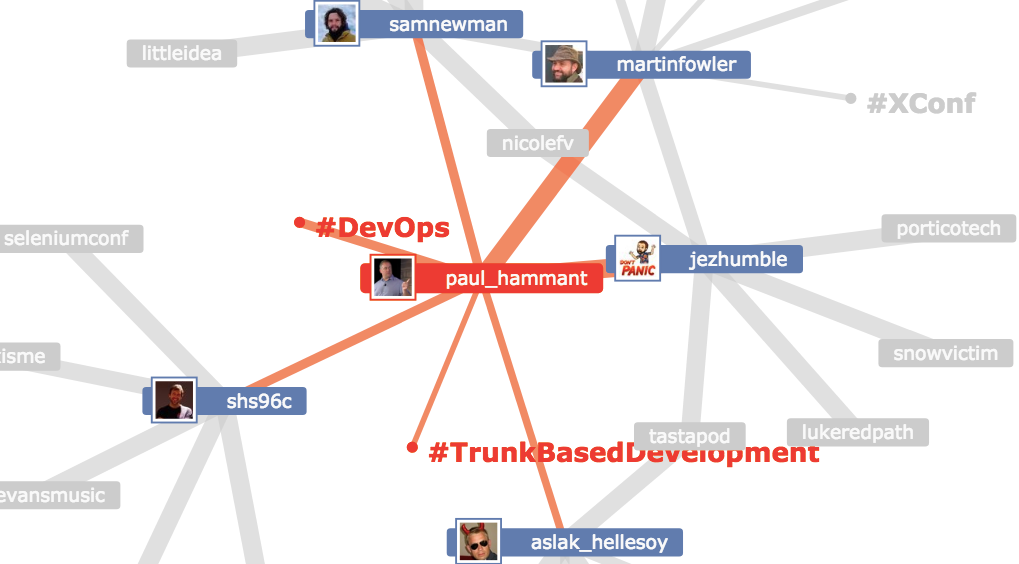 samnewman
littleidea
martinfowler
#XConf
nicolefv
#DevOps
porticotech
seleniumconf
jezhumble
DON'T
PANIC
paul_hammant
isme
snowvictim
shs96c
lukeredpath
tastapod
#TrunkBasedDevelopment
evansmusic
aslak_hellesoy